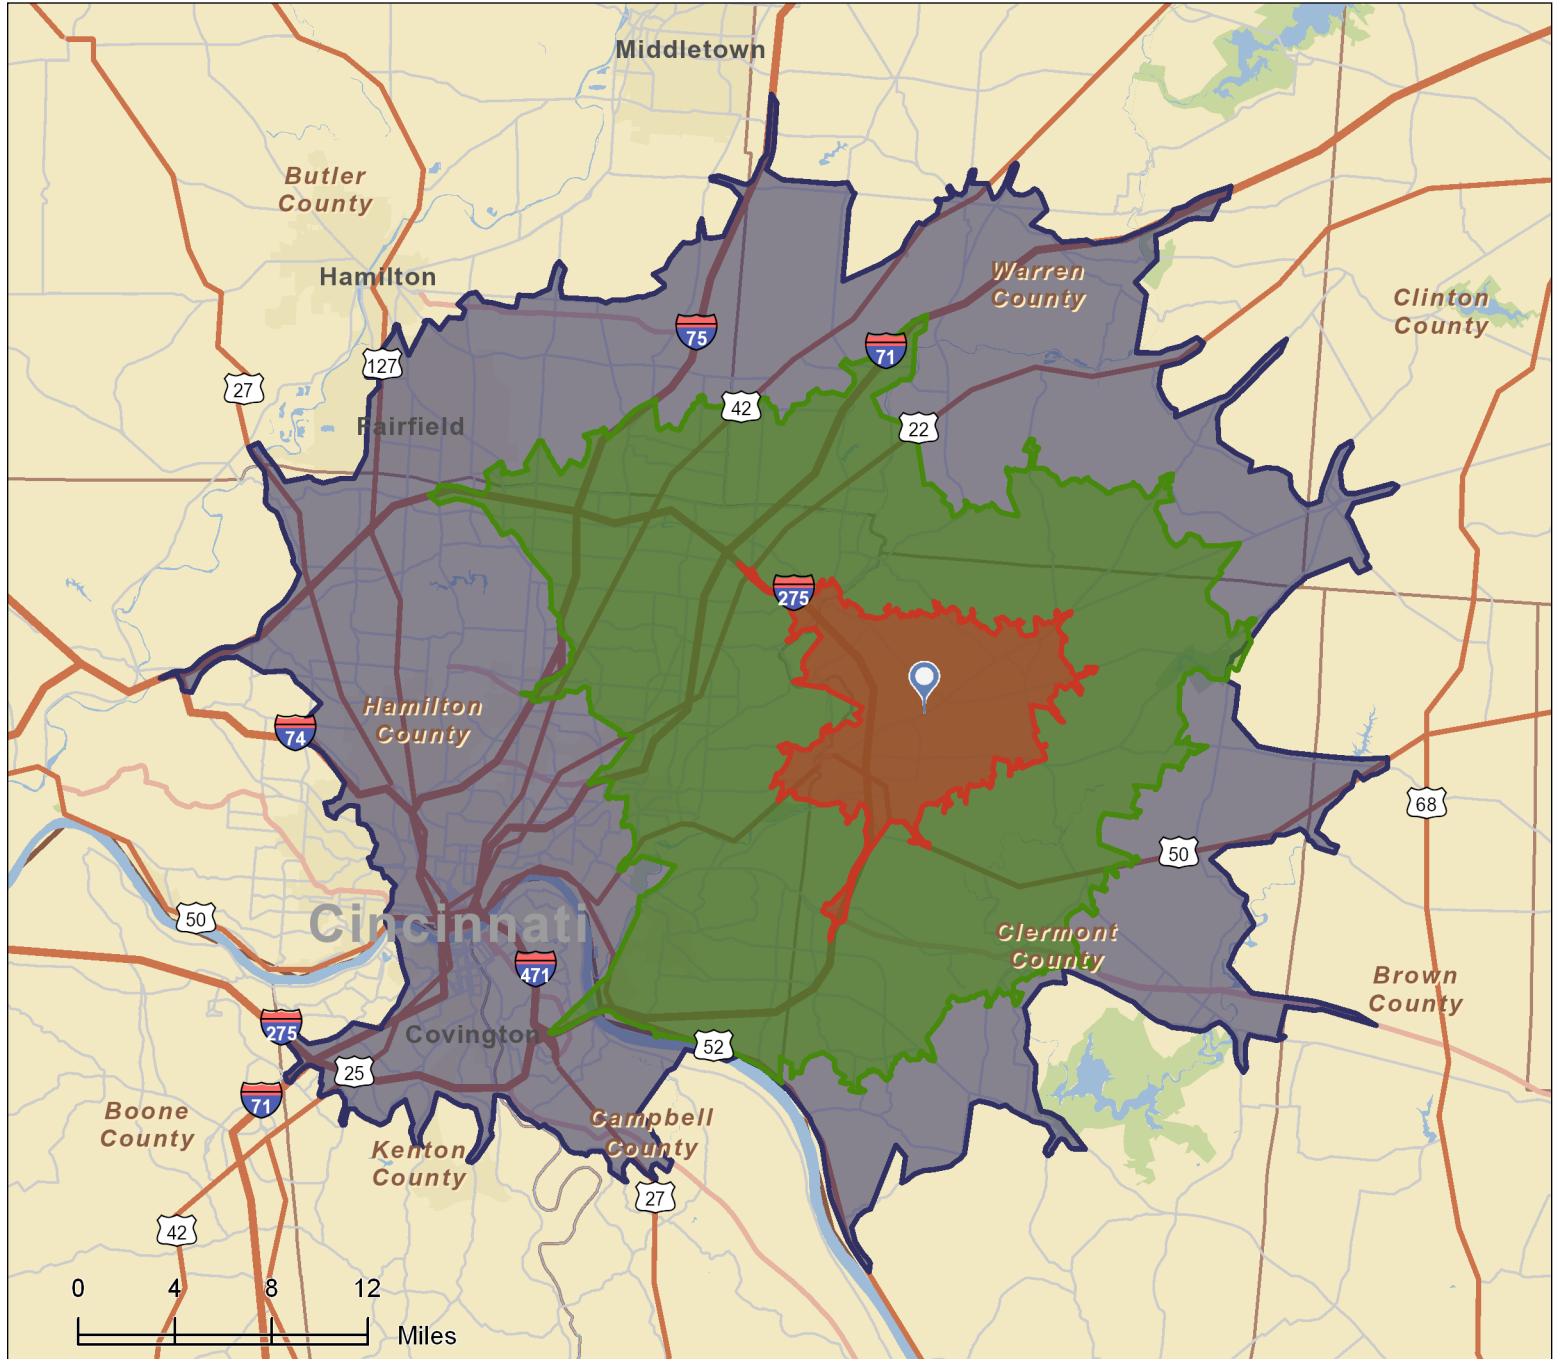 Middletown
Butler
County
Hamilton
Warren
County
Clinton
County
75
71
127
27
42
22
Fairfield
275
Hamilton
County
74
68
50
50
Cincinnati
Clermont
County
471
Brown
County
275
Covington
52
25
71
Boone
County
Campbell
County
Kenton
County
27
42
0 4 8 12
Miles